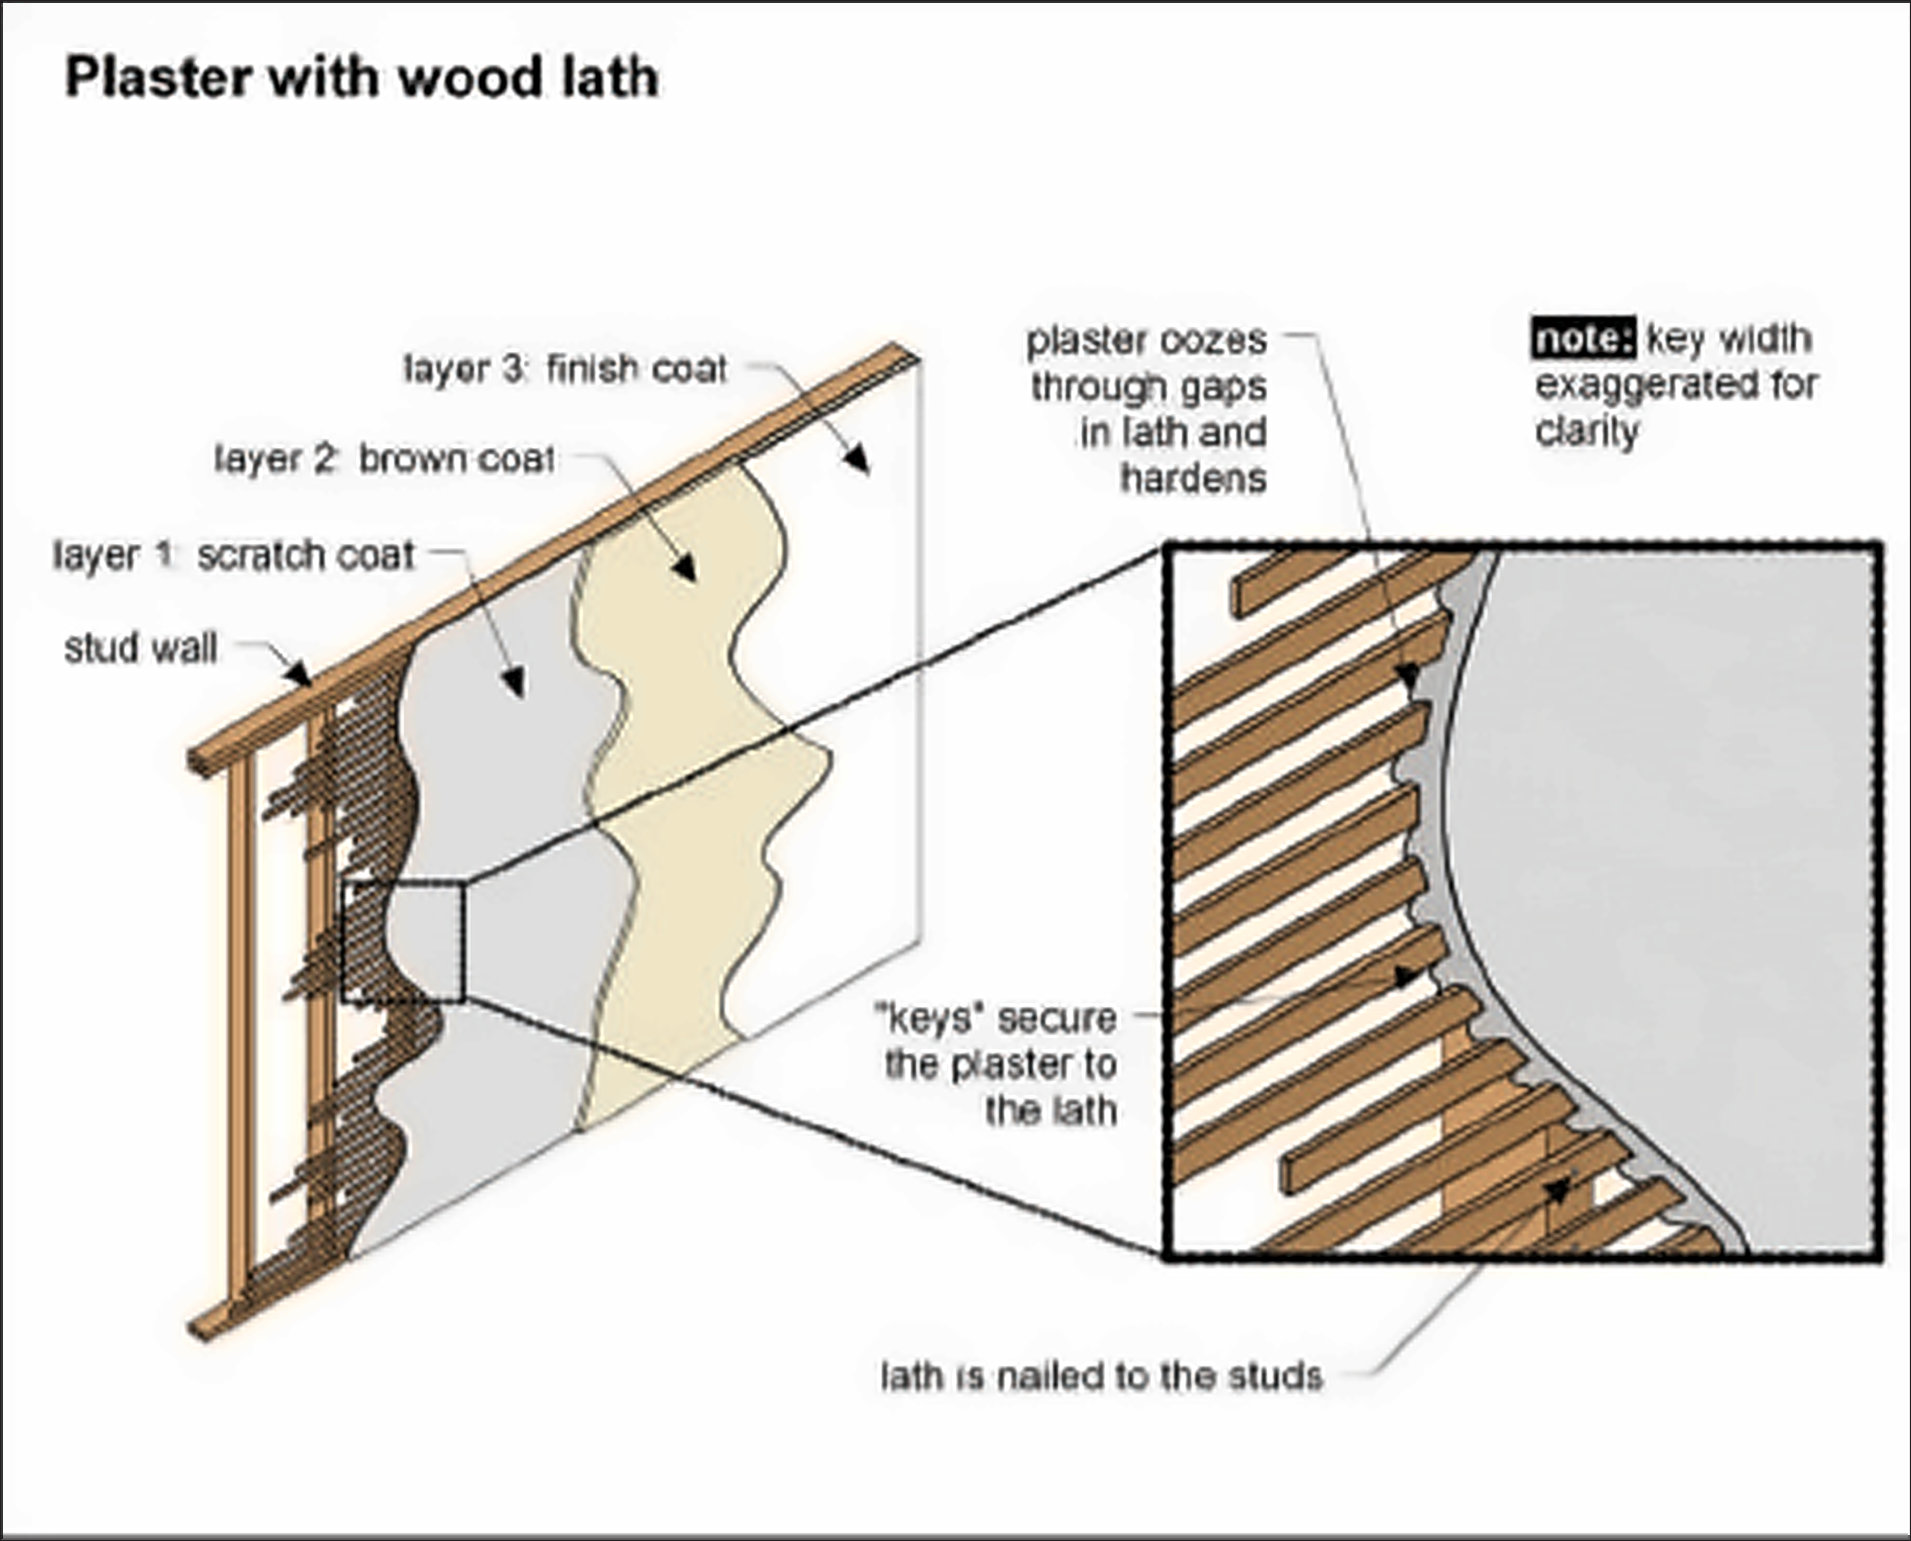 Plaster with wood lath
layer 3: finish coat
layer 2: brown coat
layer 1: scratch coat
stud wall
plaster oozes
through gaps
in lath and
hardens
note: key width
exaggerated for
clarity
"keys" secure
the plaster to
the lath
lath is nailed to the studs